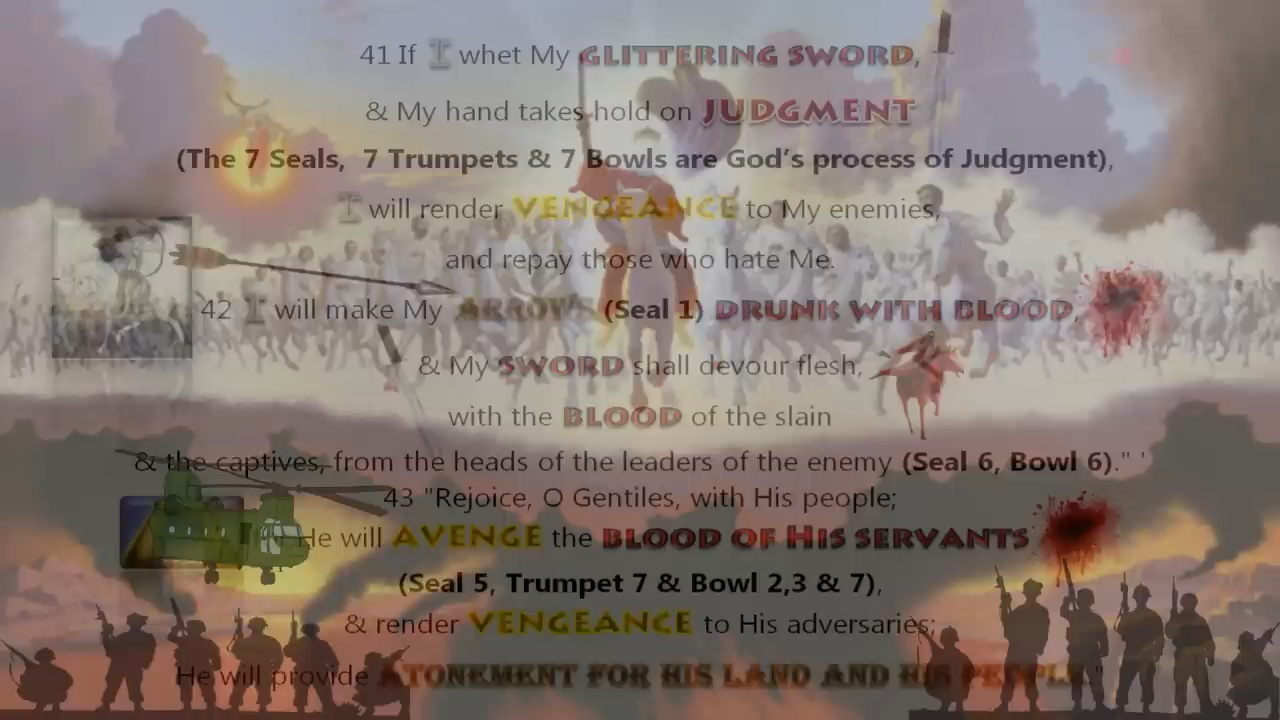 41 If I whet My GLITTERING SWORD,
& My hand takes hold on JUDGMENT
(The 7 Seals, 7 Trumpets & 7 Bowls are God's process of Judgment),
I will render VENGEANCE to My enemies,
and repay those who hate Me.
42 I will make My ARROWS (Seal 1) DRUNK WITH BLOOD,
& My SWORD shall devour flesh,
with the BLOOD of the slain
& the captives, from the heads of the leaders of the enemy (Seal 6, Bowl 6)." '
43 "Rejoice, O Gentiles, with His people;
He will AVENGE the BLOOD OF HIS SERVANTS
(Seal 5, Trumpet 7 & Bowl 2,3 & 7),
& render VENGEANCE to His adversaries;
He will provide ATONEMENT FOR HIS LAND AND HIS PEOPLE."